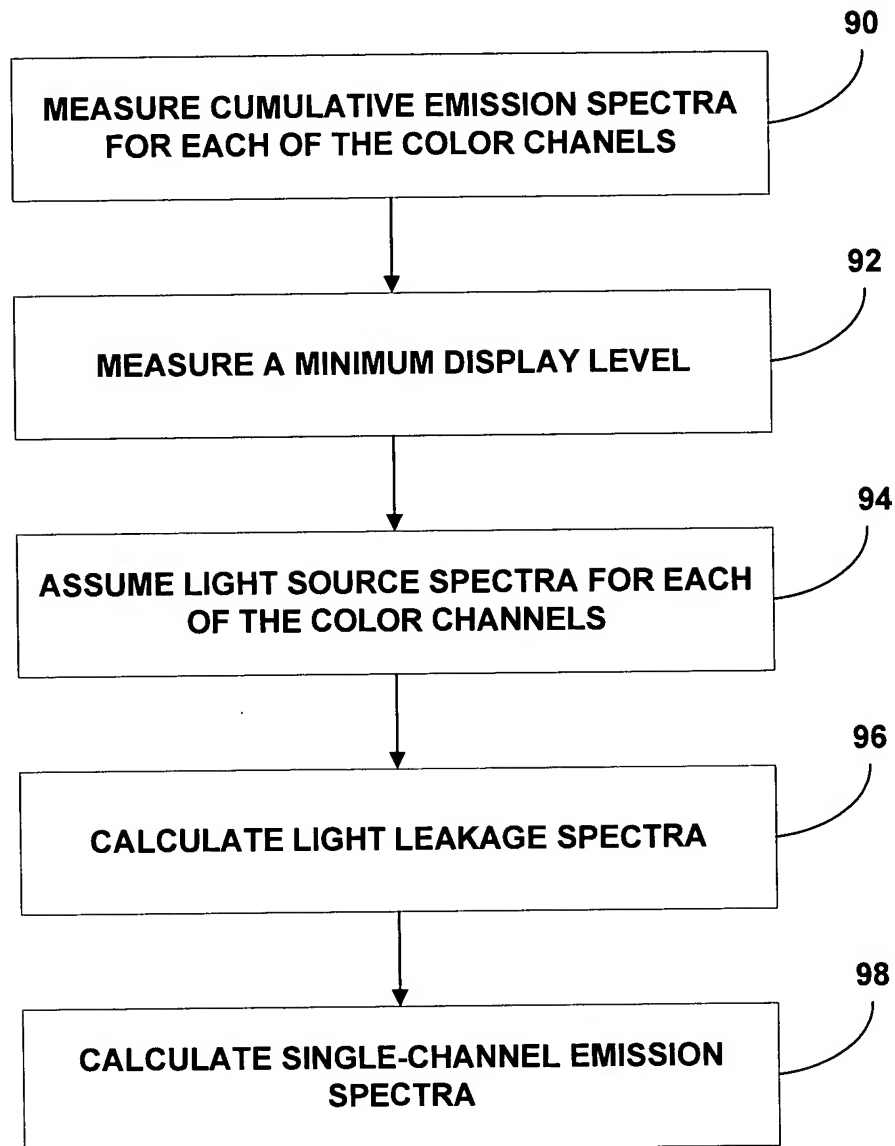 90
MEASURE CUMULATIVE EMISSION SPECTRA
FOR EACH OF THE COLOR CHANELS
92
MEASURE A MINIMUM DISPLAY LEVEL
94
ASSUME LIGHT SOURCE SPECTRA FOR EACH
OF THE COLOR CHANNELS
96
CALCULATE LIGHT LEAKAGE SPECTRA
98
CALCULATE SINGLE-CHANNEL EMISSION
SPECTRA